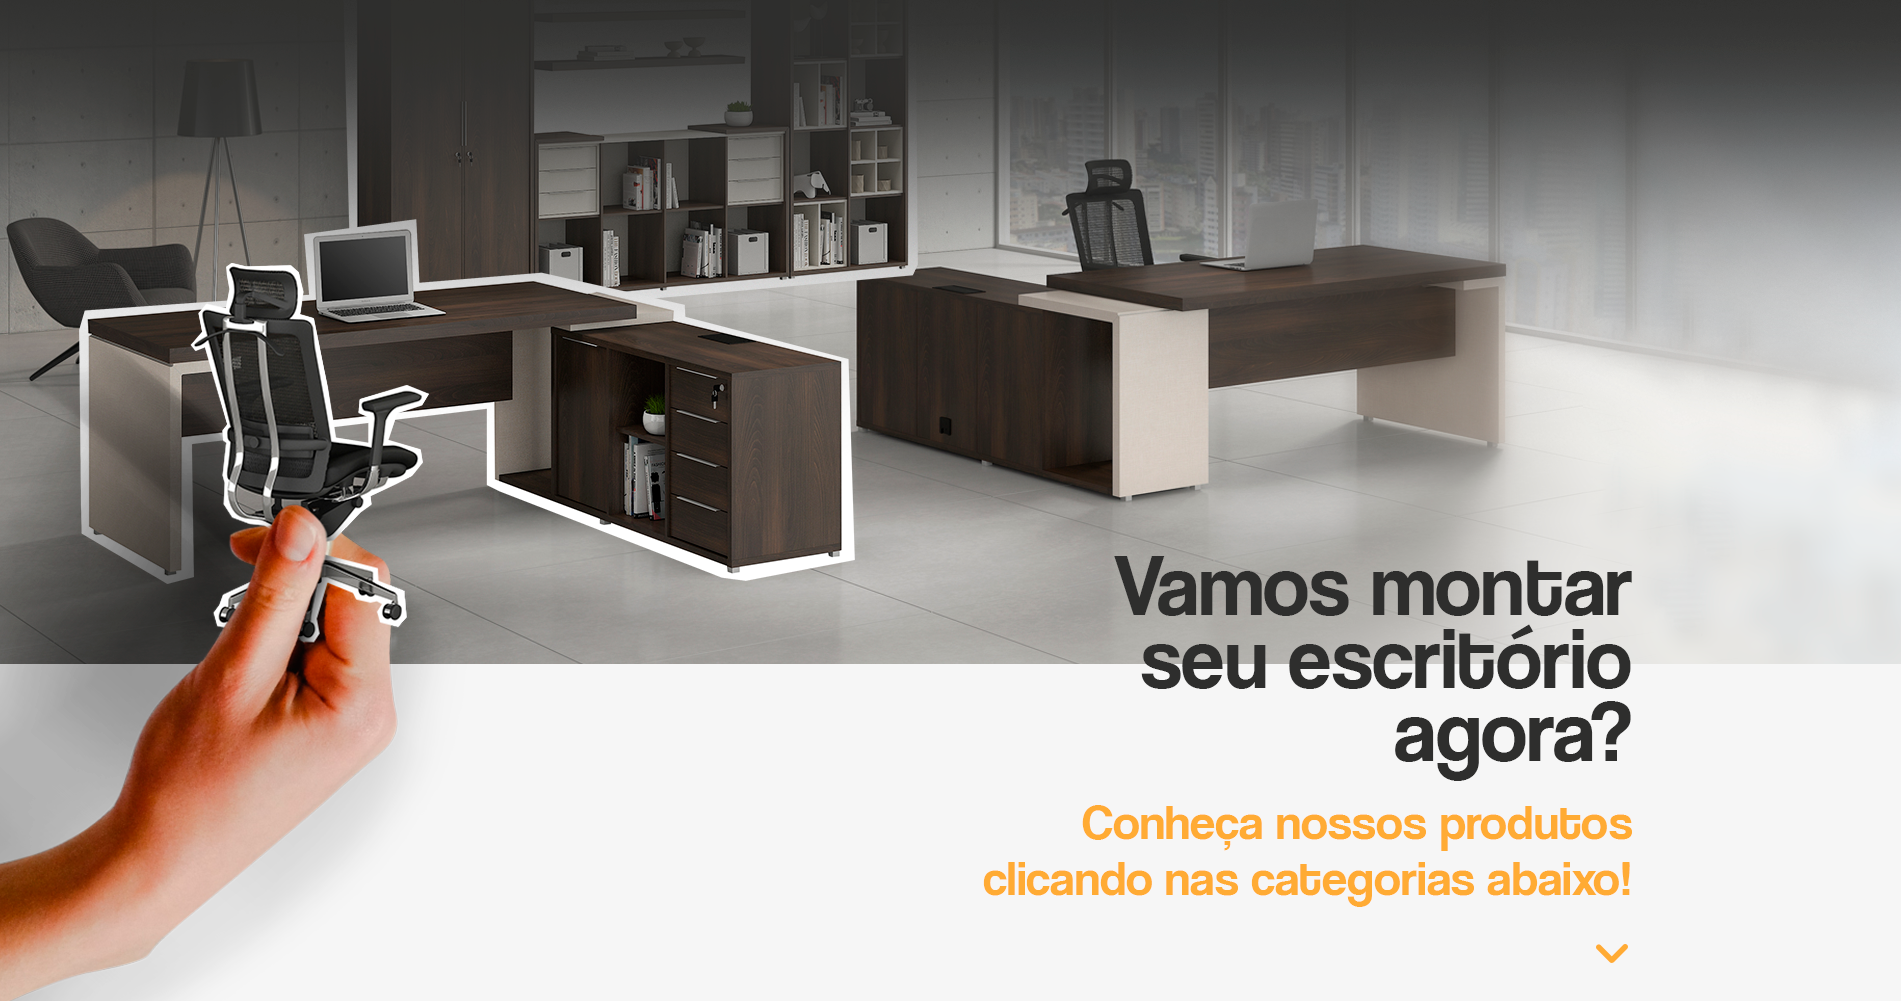 Vamos montar
seu escritório
agora?
Conheça nossos produtos
clicando nas categorias abaixo!